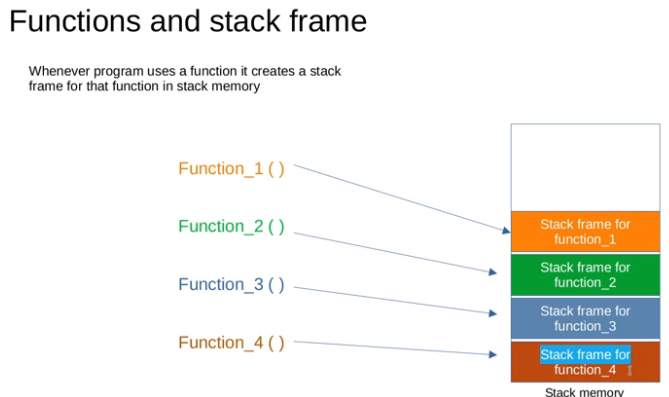 Functions and stack frame
Whenever program uses a function it creates a stack
frame for that function in stack memory
Function_1 ( )
Function_2 ( )
Function_3 ( )
Function_4 ( )
Stack frame for
function_1
Stack frame for
function_2
Stack frame for
function_3
Stack frame for
function_4
Stack memory